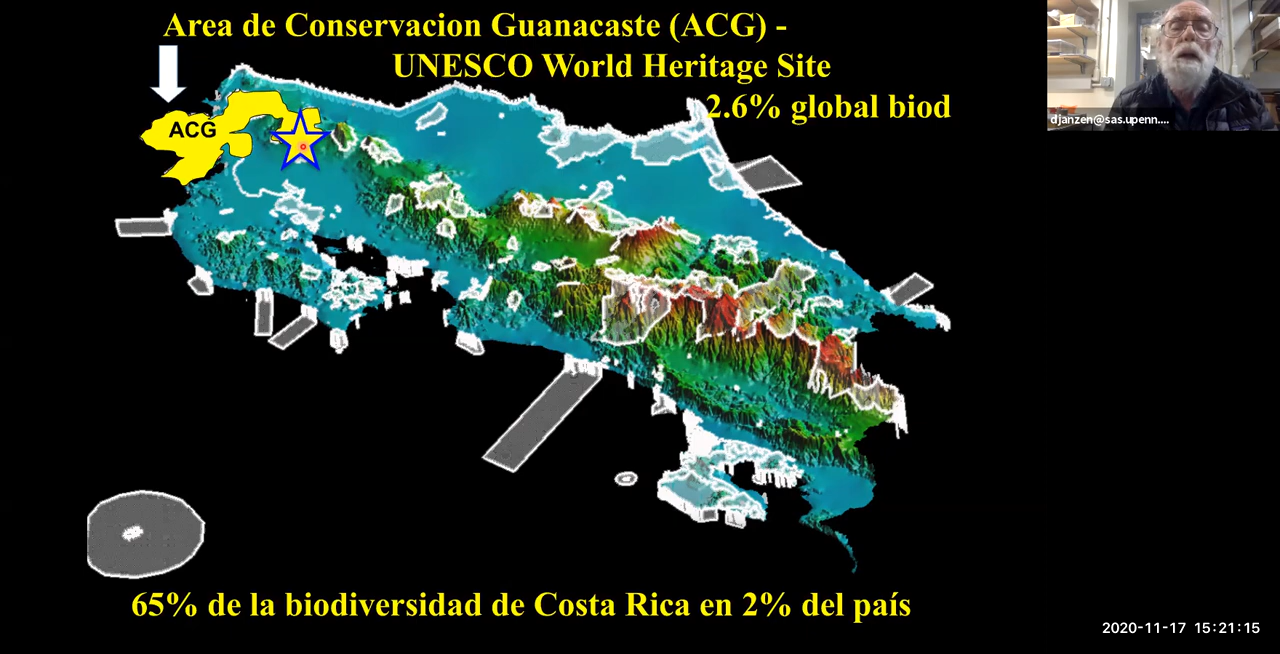 Area de Conservacion Guanacaste (ACG) -
UNESCO World Heritage Site
2.6% global biod
djanzen@sas.upenn....
ACG
65% de la biodiversidad de Costa Rica en 2% del país
2020-11-17 15:21:15